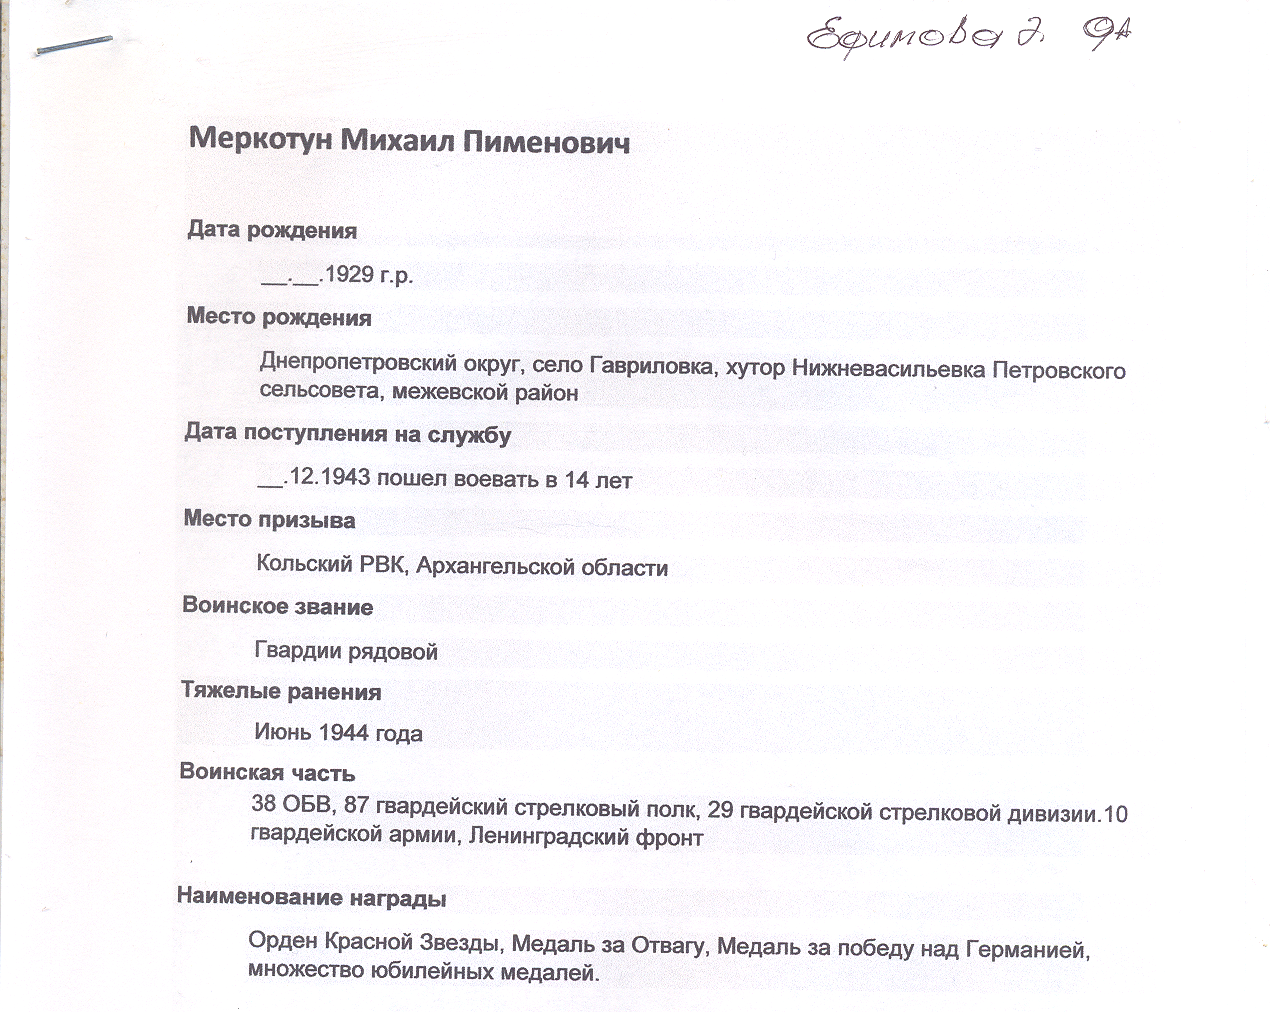 Ефимова Э. 9А
Меркотун Михаил Пименович
Дата рождения
__.__.1929 г.р.
Место рождения
Днепропетровский округ, село Гавриловка, хутор Нижневасильевка Петровского
сельсовета, межевской район
Дата поступления на службу
__.12.1943 пошел воевать в 14 лет
Место призыва
Кольский РВК, Архангельской области
Воинское звание
Гвардии рядовой
Тяжелые ранения
Июнь 1944 года
Воинская часть
38 ОБВ, 87 гвардейский стрелковый полк, 29 гвардейской стрелковой дивизии.10
гвардейской армии, Ленинградский фронт
Наименование награды
Орден Красной Звезды, Медаль за Отвагу, Медаль за победу над Германией,
множество юбилейных медалей.